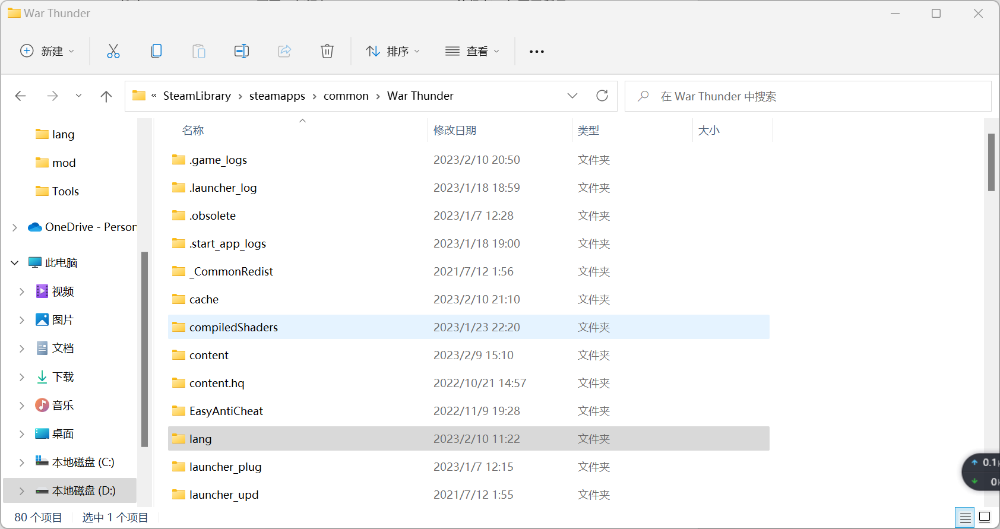 War Thunder
新建
排序
查看
« SteamLibrary › steamapps › common › War Thunder
在 War Thunder 中搜索
lang
mod
Tools
OneDrive - Person
此电脑
视频
图片
文档
下载
音乐
桌面
本地磁盘 (C:)
本地磁盘 (D:)
名称 修改日期 类型 大小
.game_logs 2023/2/10 20:50 文件夹
.launcher_log 2023/1/18 18:59 文件夹
.obsolete 2023/1/7 12:28 文件夹
.start_app_logs 2023/1/18 19:00 文件夹
_CommonRedist 2021/7/12 1:56 文件夹
cache 2023/2/10 21:10 文件夹
compiledShaders 2023/1/23 22:20 文件夹
content 2023/2/9 15:10 文件夹
content.hq 2022/10/21 14:57 文件夹
EasyAntiCheat 2022/11/9 19:28 文件夹
lang 2023/2/10 11:22 文件夹
launcher_plug 2023/1/7 12:15 文件夹
launcher_upd 2021/7/12 1:55 文件夹
0.1
0
80 个项目 选中 1 个项目